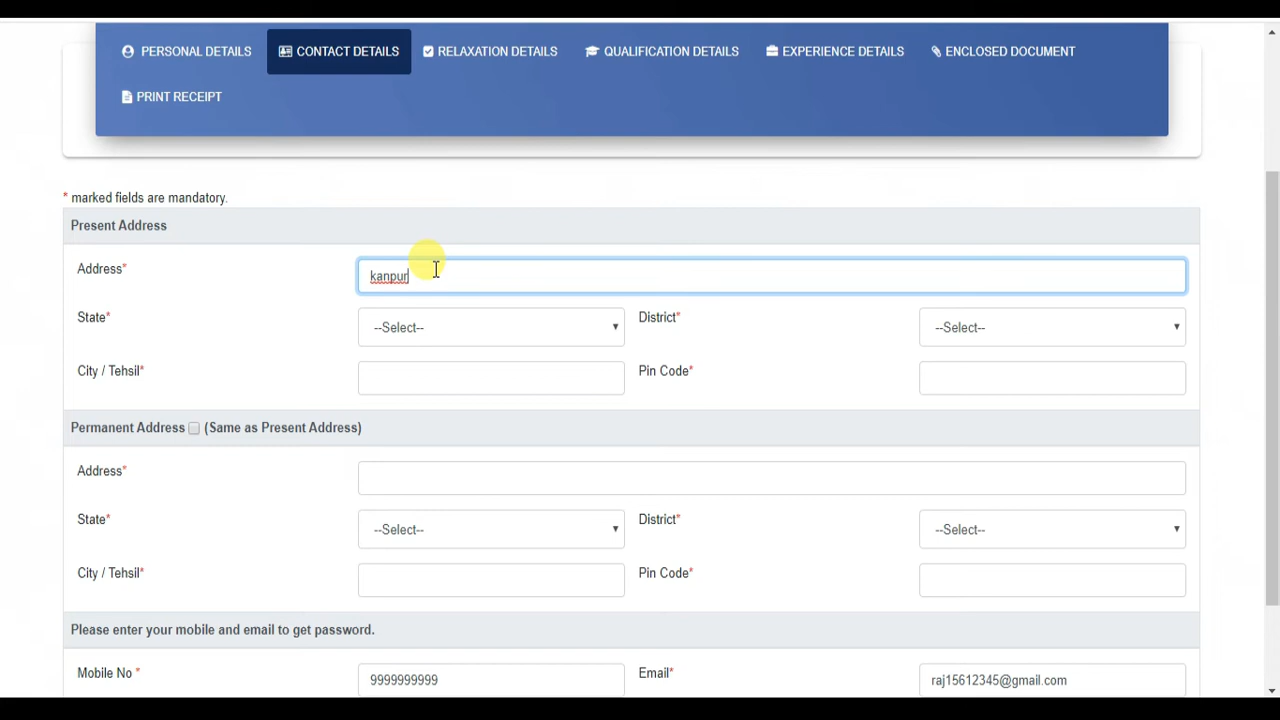 PERSONAL DETAILS CONTACT DETAILS RELAXATION DETAILS QUALIFICATION DETAILS EXPERIENCE DETAILS ENCLOSED DOCUMENT
PRINT RECEIPT
* marked fields are mandatory.
Present Address
Address* kanpur
State* --Select-- District* --Select--
City / Tehsil* Pin Code*
Permanent Address (Same as Present Address)
Address*
State* --Select-- District* --Select--
City / Tehsil* Pin Code*
Please enter your mobile and email to get password.
Mobile No * 9999999999 Email* raj15612345@gmail.com